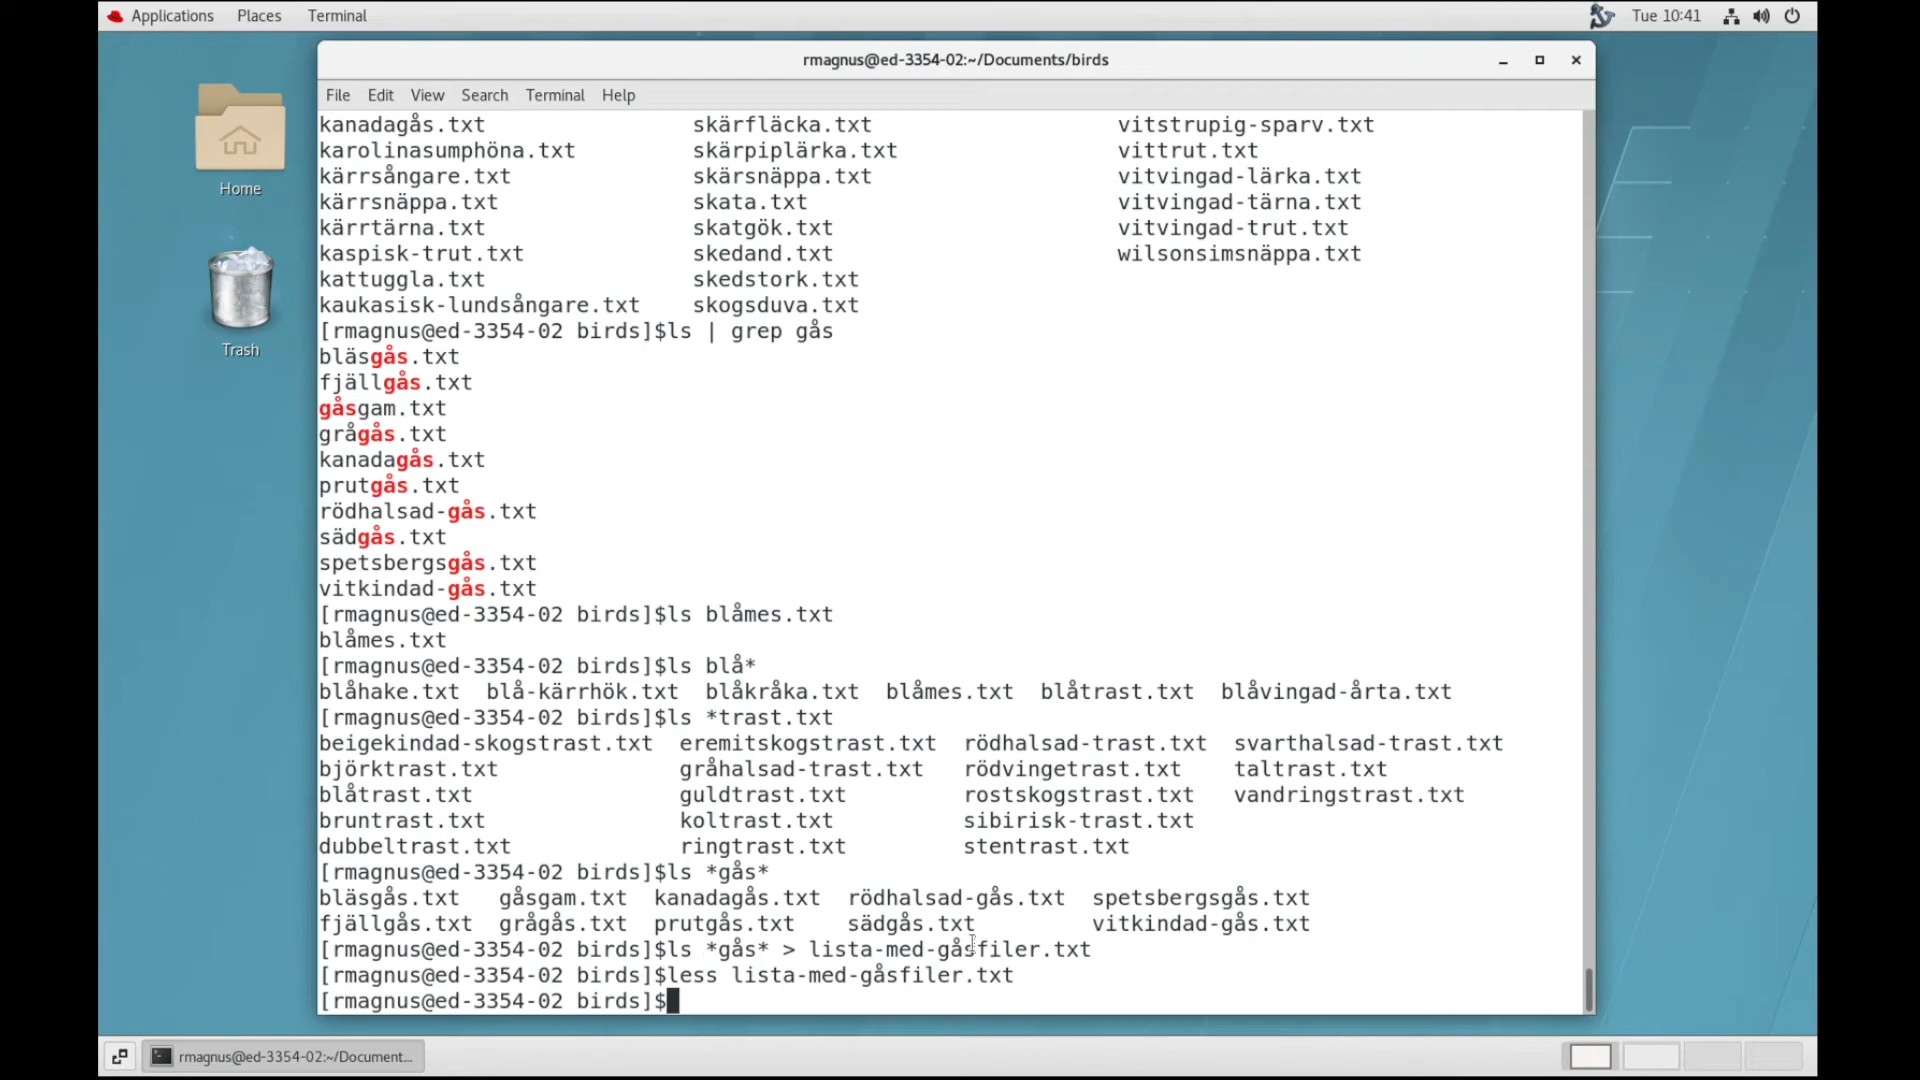 Applications Places Terminal Tue 10:41
rmagnus@ed-3354-02:~/Documents/birds
File Edit View Search Terminal Help
Home
Trash
kanadagås.txt skärfläcka.txt vitstrupig-sparv.txt
karolinasumphöna.txt skärpiplärka.txt vittrut.txt
kärrsångare.txt skärsnäppa.txt vitvingad-lärka.txt
kärrsnäppa.txt skata.txt vitvingad-tärna.txt
kärrtärna.txt skatgök.txt vitvingad-trut.txt
kaspisk-trut.txt skedand.txt wilsonsimsnäppa.txt
kattuggla.txt skedstork.txt
kaukasisk-lundsångare.txt skogsduva.txt
[rmagnus@ed-3354-02 birds]$ls | grep gås
bläsgås.txt
fjällgås.txt
gåsgam.txt
grågås.txt
kanadagås.txt
prutgås.txt
rödhalsad-gås.txt
sädgås.txt
spetsbergsgås.txt
vitkindad-gås.txt
[rmagnus@ed-3354-02 birds]$ls blåmes.txt
blåmes.txt
[rmagnus@ed-3354-02 birds]$ls blå*
blåhake.txt blå-kärrhök.txt blåkråka.txt blåmes.txt blåtrast.txt blåvingad-årta.txt
[rmagnus@ed-3354-02 birds]$ls *trast.txt
beigekindad-skogstrast.txt eremitskogstrast.txt rödhalsad-trast.txt svarthalsad-trast.txt
björktrast.txt gråhalsad-trast.txt rödvingetrast.txt taltrast.txt
blåtrast.txt guldtrast.txt rostskogstrast.txt vandringstrast.txt
bruntrast.txt koltrast.txt sibirisk-trast.txt
dubbeltrast.txt ringtrast.txt stentrast.txt
[rmagnus@ed-3354-02 birds]$ls *gås*
bläsgås.txt gåsgam.txt kanadagås.txt rödhalsad-gås.txt spetsbergsgås.txt
fjällgås.txt grågås.txt prutgås.txt sädgås.txt vitkindad-gås.txt
[rmagnus@ed-3354-02 birds]$ls *gås* > lista-med-gåsfiler.txt
[rmagnus@ed-3354-02 birds]$less lista-med-gåsfiler.txt
[rmagnus@ed-3354-02 birds]$
rmagnus@ed-3354-02:~/Document...